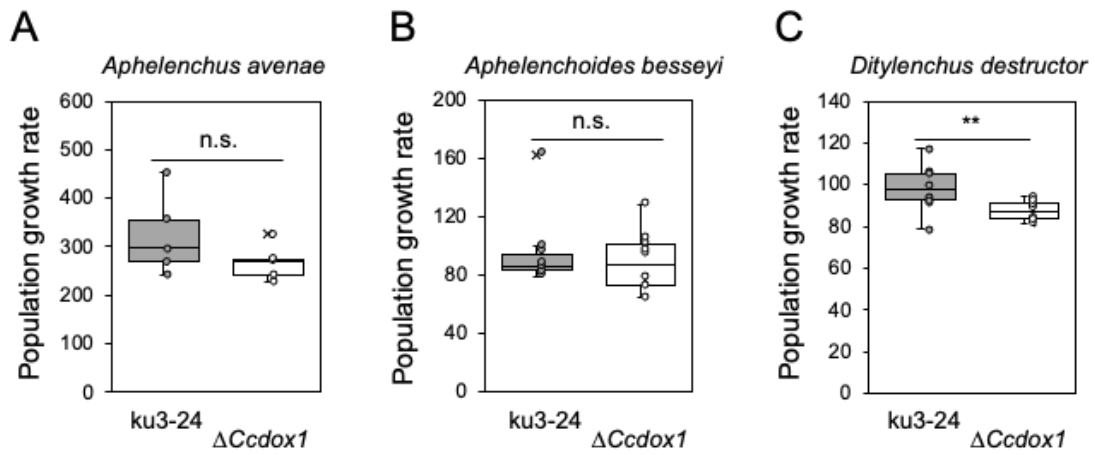 A
Aphelenchus avenae
Population growth rate
600
500
400
300
200
100
0
n.s.
ku3-24
ΔCcdox1
B
Aphelenchoides besseyi
Population growth rate
200
160
120
80
40
0
n.s.
ku3-24
ΔCcdox1
C
Ditylenchus destructor
Population growth rate
140
120
100
80
60
40
20
0
**
ku3-24
ΔCcdox1